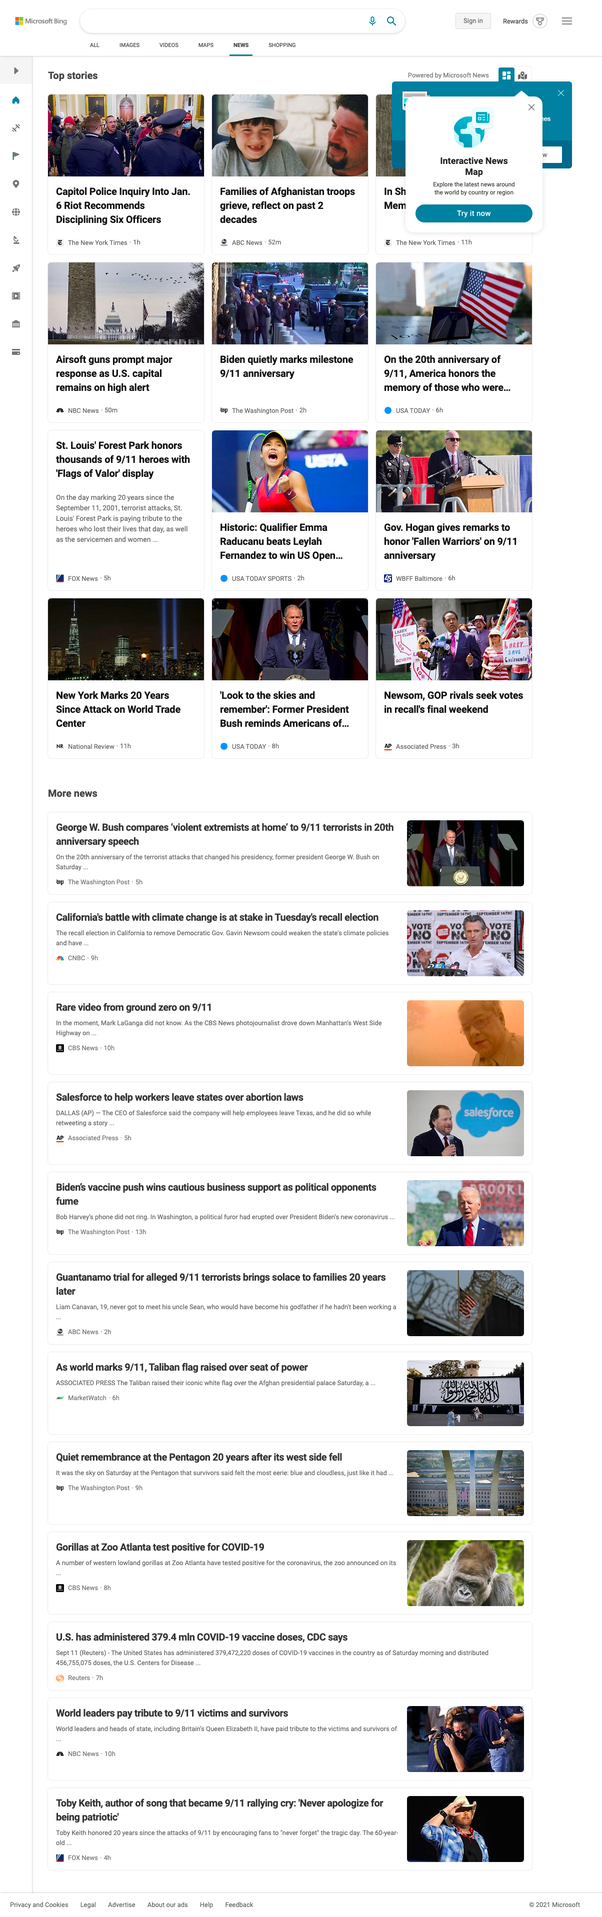 Microsoft Bing
Sign in
Rewards
ALL
IMAGES
VIDEOS
MAPS
NEWS
SHOPPING
Top stories
Powered by Microsoft News
Interactive News
Map
Explore the latest news around
the world by country or region
Try it now
Capitol Police Inquiry Into Jan.
6 Riot Recommends
Disciplining Six Officers
The New York Times · 1h
Families of Afghanistan troops
grieve, reflect on past 2
decades
ABC News · 52m
In Sh
Mem
The New York Times · 11h
Airsoft guns prompt major
response as U.S. capital
remains on high alert
NBC News · 50m
Biden quietly marks milestone
9/11 anniversary
The Washington Post · 2h
On the 20th anniversary of
9/11, America honors the
memory of those who were...
USA TODAY · 6h
St. Louis' Forest Park honors
thousands of 9/11 heroes with
'Flags of Valor' display
On the day marking 20 years since the
September 11, 2001, terrorist attacks, St.
Louis' Forest Park is paying tribute to the
heroes who lost their lives that day, as well
as the servicemen and women ...
FOX News · 5h
USTA
Historic: Qualifier Emma
Raducanu beats Leylah
Fernandez to win US Open...
USA TODAY SPORTS · 2h
Gov. Hogan gives remarks to
honor 'Fallen Warriors' on 9/11
anniversary
WBFF Baltimore · 6h
New York Marks 20 Years
Since Attack on World Trade
Center
National Review · 11h
'Look to the skies and
remember': Former President
Bush reminds Americans of...
USA TODAY · 8h
Newsom, GOP rivals seek votes
in recall's final weekend
Associated Press · 3h
More news
George W. Bush compares 'violent extremists at home' to 9/11 terrorists in 20th
anniversary speech
On the 20th anniversary of the terrorist attacks that changed his presidency, former president George W. Bush on
Saturday ...
The Washington Post · 5h
California's battle with climate change is at stake in Tuesday's recall election
The recall election in California to remove Democratic Gov. Gavin Newsom could weaken the state's climate policies
and have ...
CNBC · 9h
VOTE
NO
Rare video from ground zero on 9/11
In the moment, Mark LaGanga did not know. As the CBS News photojournalist drove down Manhattan's West Side
Highway on ...
CBS News · 10h
Salesforce to help workers leave states over abortion laws
DALLAS (AP) — The CEO of Salesforce said the company will help employees leave Texas, and he did so while
retweeting a story ...
Associated Press · 5h
salesforce
Biden's vaccine push wins cautious business support as political opponents
fume
Bob Harvey's phone did not ring. In Washington, a political furor had erupted over President Biden's new coronavirus ...
The Washington Post · 13h
Guantanamo trial for alleged 9/11 terrorists brings solace to families 20 years
later
Liam Canavan, 19, never got to meet his uncle Sean, who would have become his godfather if he hadn't been working a
...
ABC News · 2h
As world marks 9/11, Taliban flag raised over seat of power
ASSOCIATED PRESS The Taliban raised their iconic white flag over the Afghan presidential palace Saturday, a ...
MarketWatch · 6h
Quiet remembrance at the Pentagon 20 years after its west side fell
It was the sky on Saturday at the Pentagon that survivors said felt the most eerie: blue and cloudless, just like it had ...
The Washington Post · 9h
Gorillas at Zoo Atlanta test positive for COVID-19
A number of western lowland gorillas at Zoo Atlanta have tested positive for the coronavirus, the zoo announced on its
...
CBS News · 8h
U.S. has administered 379.4 mln COVID-19 vaccine doses, CDC says
Sept 11 (Reuters) - The United States has administered 379,472,220 doses of COVID-19 vaccines in the country as of Saturday morning and distributed
456,755,075 doses, the U.S. Centers for Disease ...
Reuters · 7h
World leaders pay tribute to 9/11 victims and survivors
World leaders and heads of state, including Britain's Queen Elizabeth II, have paid tribute to the victims and survivors of
...
NBC News · 10h
Toby Keith, author of song that became 9/11 rallying cry: 'Never apologize for
being patriotic'
Toby Keith honored 20 years since the attacks of 9/11 by encouraging fans to "never forget" the tragic day. The 60-year-
old ...
FOX News · 4h
Privacy and Cookies
Legal
Advertise
About our ads
Help
Feedback
© 2021 Microsoft